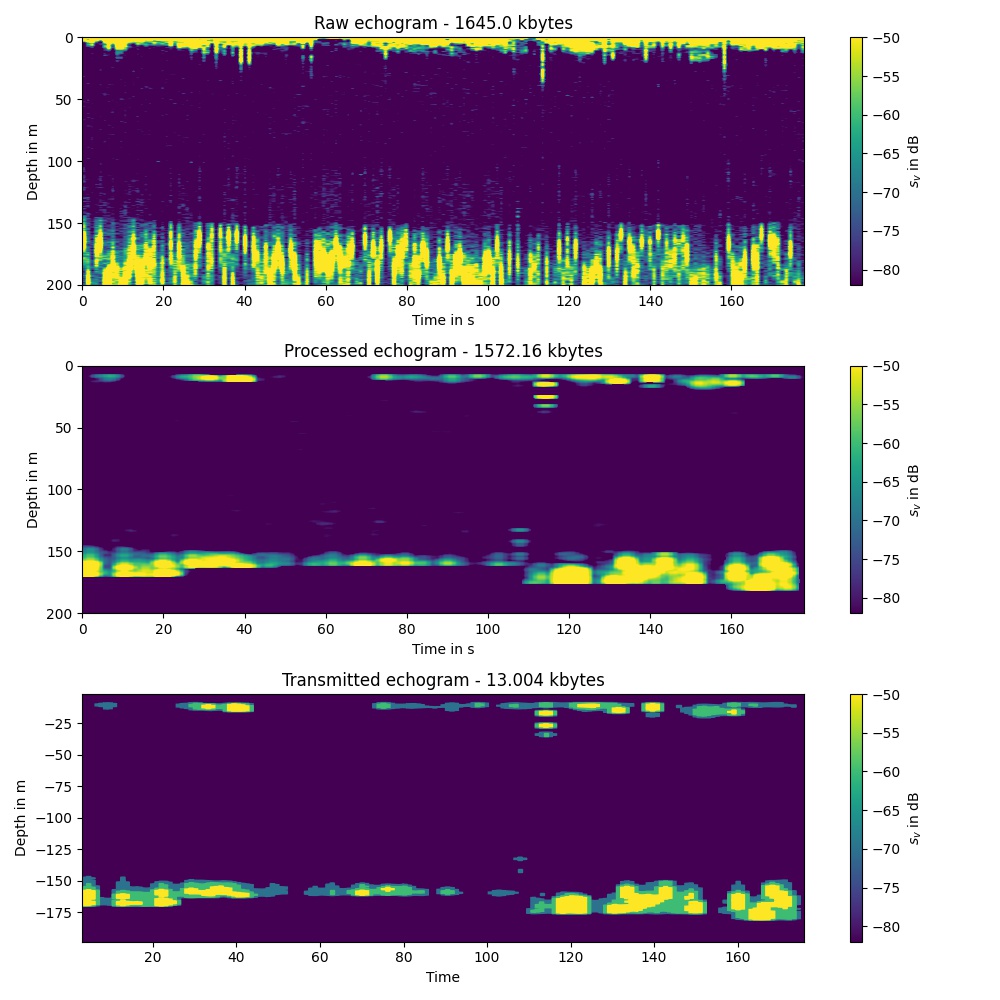 Raw echogram - 1645.0 kbytes
0
50
100
150
200
Depth in m
0 20 40 60 80 100 120 140 160
Time in s
−50
−55
−60
−65
−70
−75
−80
sv in dB
Processed echogram - 1572.16 kbytes
0
50
100
150
200
Depth in m
0 20 40 60 80 100 120 140 160
Time in s
−50
−55
−60
−65
−70
−75
−80
sv in dB
Transmitted echogram - 13.004 kbytes
−25
−50
−75
−100
−125
−150
−175
Depth in m
20 40 60 80 100 120 140 160
Time
−50
−55
−60
−65
−70
−75
−80
sv in dB